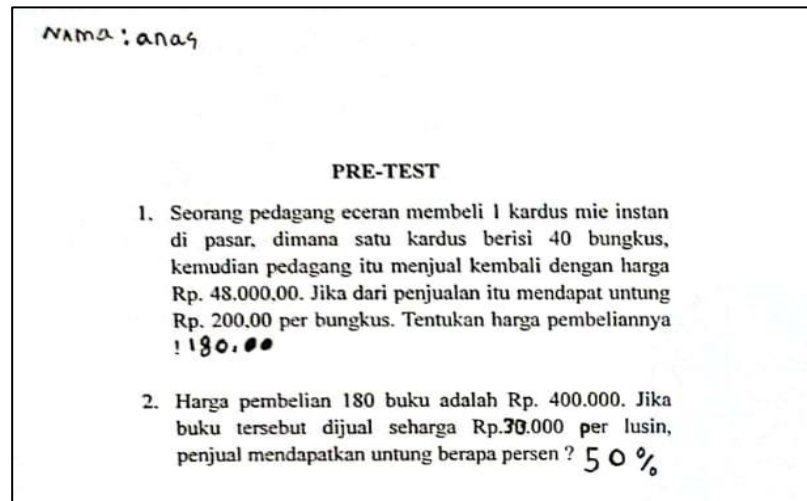 Nama : anas
PRE-TEST
1. Seorang pedagang eceran membeli 1 kardus mie instan
di pasar, dimana satu kardus berisi 40 bungkus,
kemudian pedagang itu menjual kembali dengan harga
Rp. 48.000.00. Jika dari penjualan itu mendapat untung
Rp. 200.00 per bungkus. Tentukan harga pembeliannya
! 180.00
2. Harga pembelian 180 buku adalah Rp. 400.000. Jika
buku tersebut dijual seharga Rp.30.000 per lusin,
penjual mendapatkan untung berapa persen ? 50%